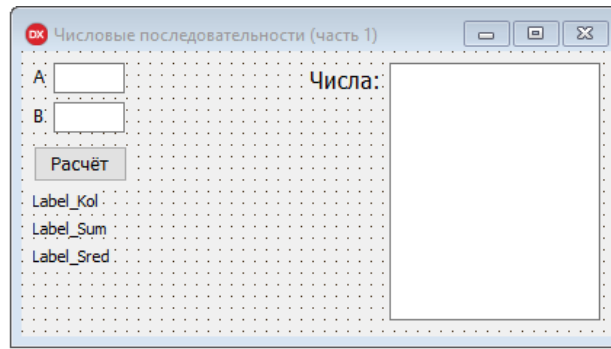 DX Числовые последовательности (часть 1)
A:
B:
Числа:
Расчёт
Label_Kol
Label_Sum
Label_Sred